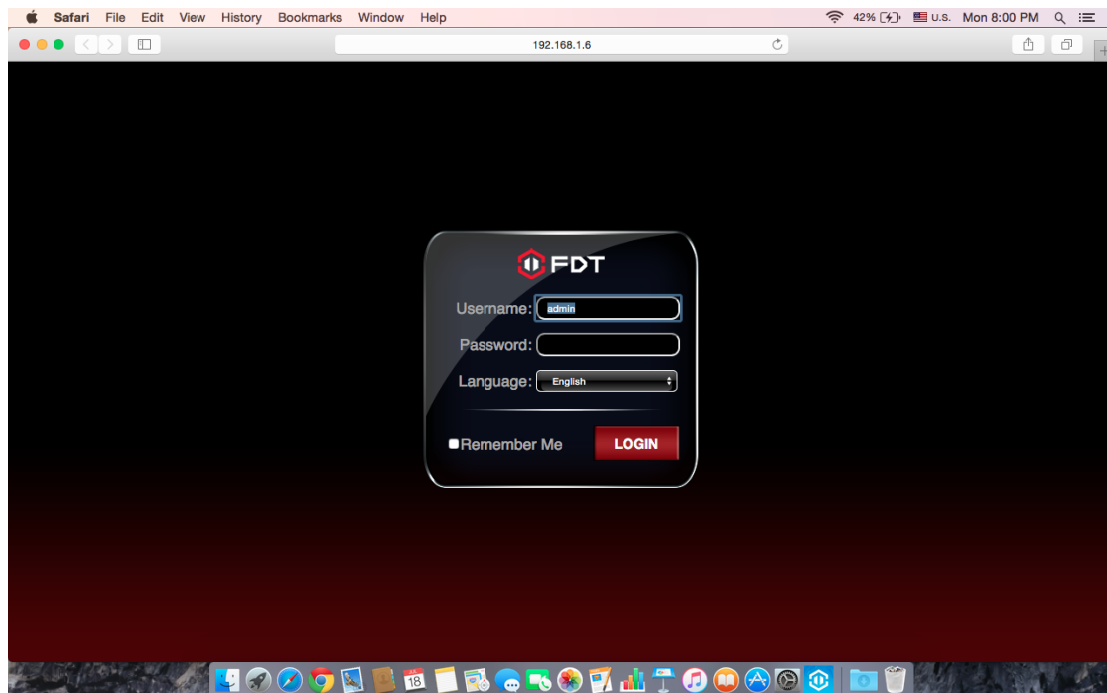 Safari File Edit View History Bookmarks Window Help 42% U.S. Mon 8:00 PM
192.168.1.6
FDT
Username: admin
Password:
Language: English
Remember Me LOGIN
18